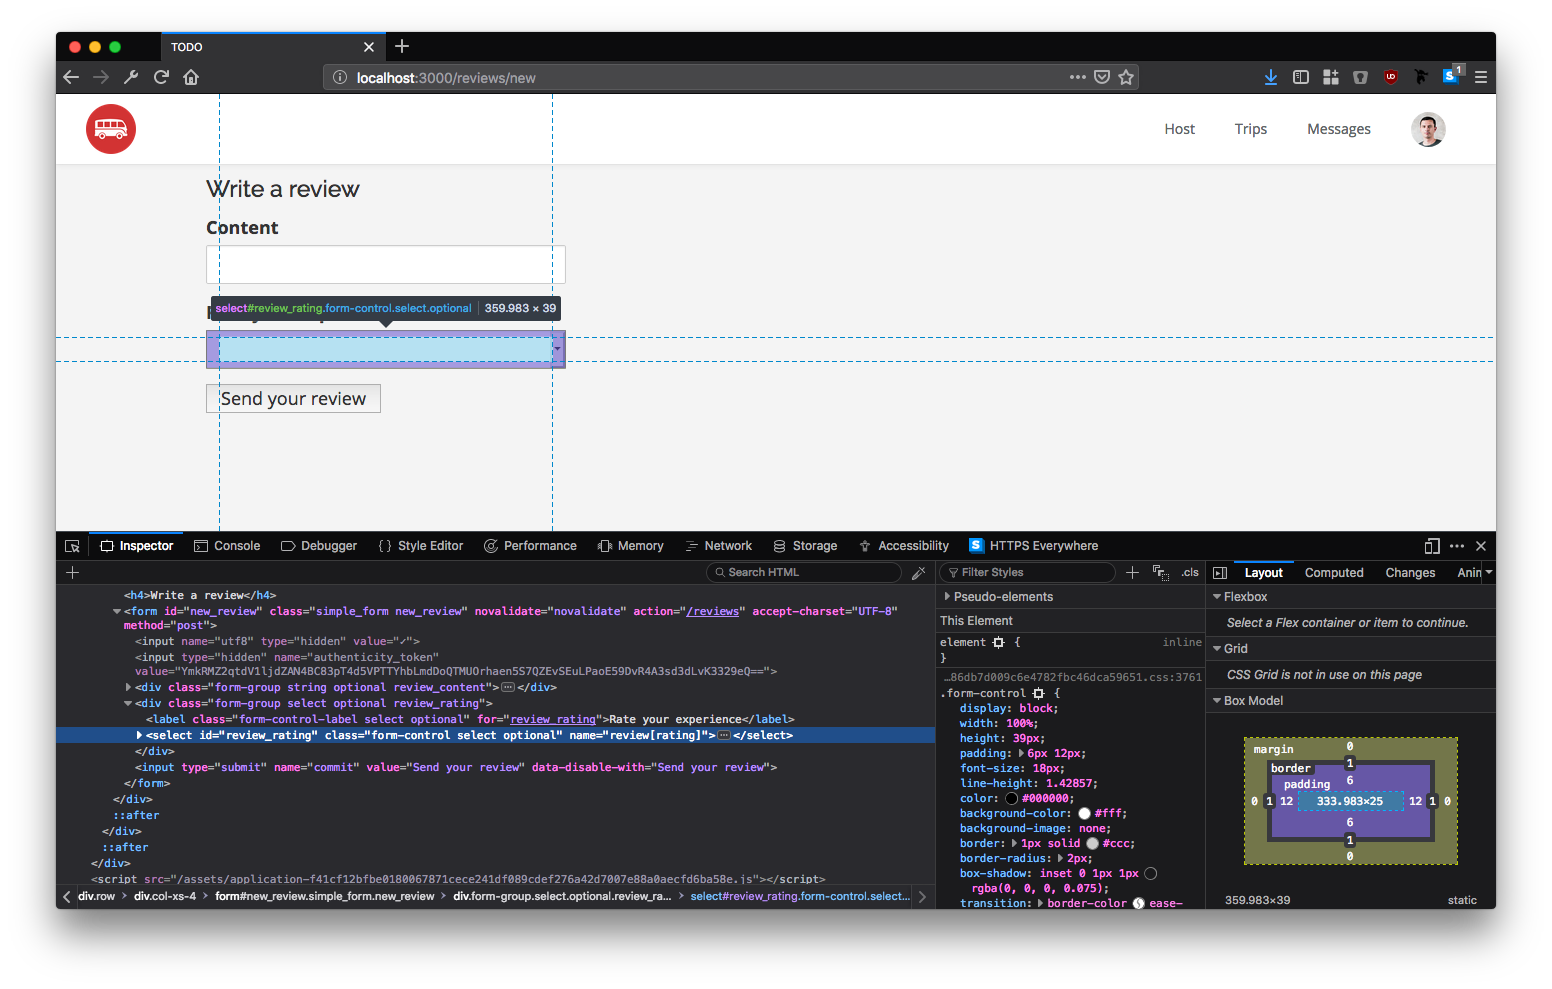 TODO
localhost:3000/reviews/new
1
Host Trips Messages
Write a review
Content
select#review_rating.form-control.select.optional 359.983 × 39
Send your review
Inspector Console Debugger Style Editor Performance Memory Network Storage Accessibility HTTPS Everywhere
Search HTML
<h4>Write a review</h4>
<form id="new_review" class="simple_form new_review" novalidate="novalidate" action="/reviews" accept-charset="UTF-8"
method="post">
<input name="utf8" type="hidden" value="✓">
<input type="hidden" name="authenticity_token"
value="YmkRMZ2qtdV1ljdZAN4BC83pT4d5VPTTYhbLmdDoQTMUOrhaen5S7QZEvSEuLPaoE59DvR4A3sd3dLvK3329eQ==">
<div class="form-group string optional review_content"></div>
<div class="form-group select optional review_rating">
<label class="form-control-label select optional" for="review_rating">Rate your experience</label>
<select id="review_rating" class="form-control select optional" name="review[rating]"></select>
</div>
<input type="submit" name="commit" value="Send your review" data-disable-with="Send your review">
</form>
</div>
::after
</div>
::after
</div>
<script src="/assets/application-f41cf12bfbe0180067871cece241df089cdef276a42d7007e88a0aecfd6ba58e.js"></script>
div.row > div.col-xs-4 > form#new_review.simple_form.new_review > div.form-group.select.optional.review_ra... > select#review_rating.form-control.select...
Filter Styles + .cls
Pseudo-elements
This Element
element { inline
}
…86db7d009c6e4782fbc46dca59651.css:3761
.form-control {
display: block;
width: 100%;
height: 39px;
padding: 6px 12px;
font-size: 18px;
line-height: 1.42857;
color: #000000;
background-color: #fff;
background-image: none;
border: 1px solid #ccc;
border-radius: 2px;
box-shadow: inset 0 1px 1px
rgba(0, 0, 0, 0.075);
transition: border-color ease-
Layout Computed Changes Anin
Flexbox
Select a Flex container or item to continue.
Grid
CSS Grid is not in use on this page
Box Model
margin 0
border 1
padding 6
0 1 12 333.983×25 12 1 0
6
1
0
359.983×39 static